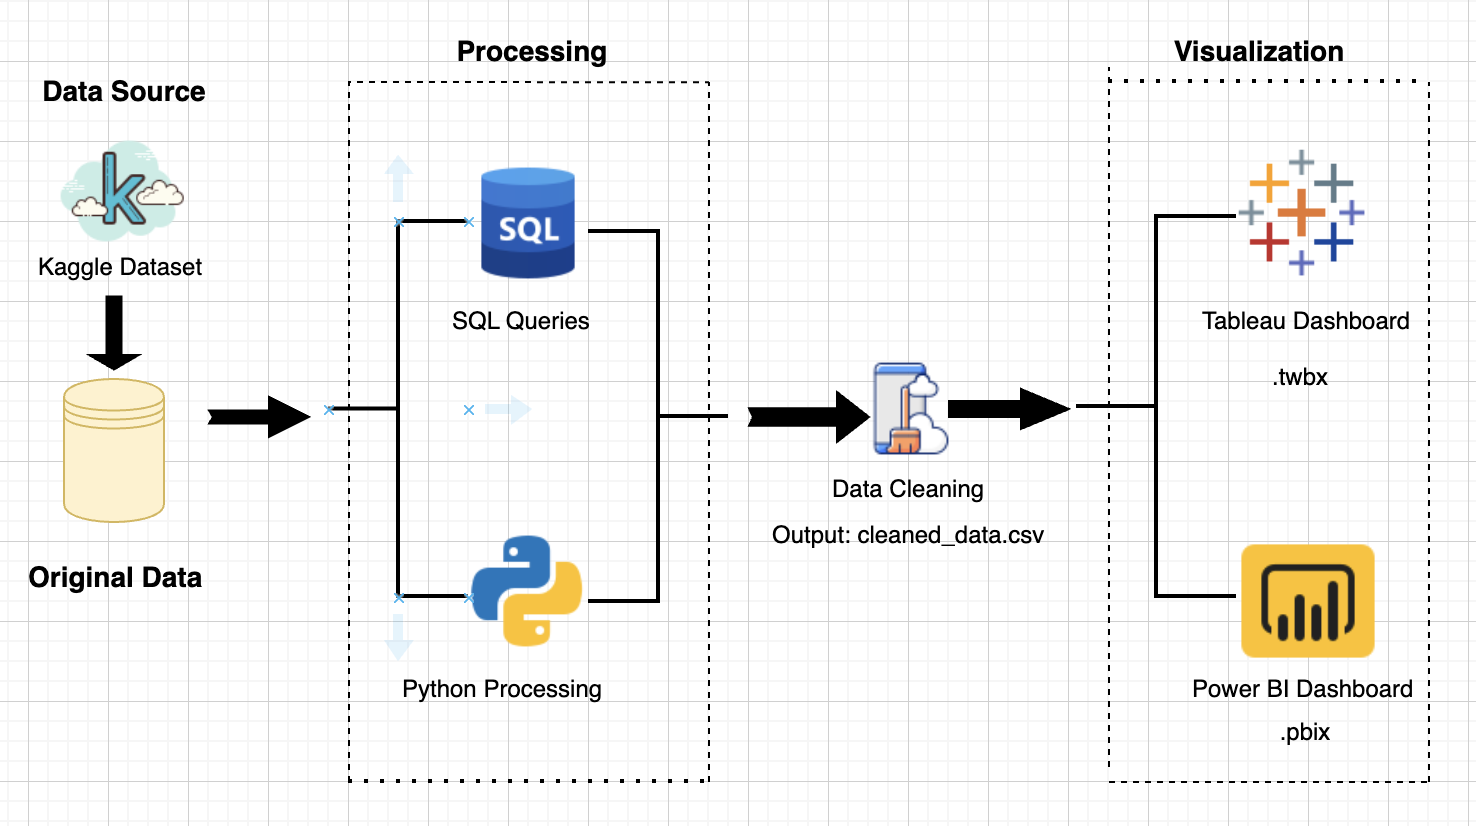 Data Source
Kaggle Dataset
Original Data
Processing
SQL
SQL Queries
Python Processing
Data Cleaning
Output: cleaned_data.csv
Visualization
Tableau Dashboard
.twbx
Power BI Dashboard
.pbix